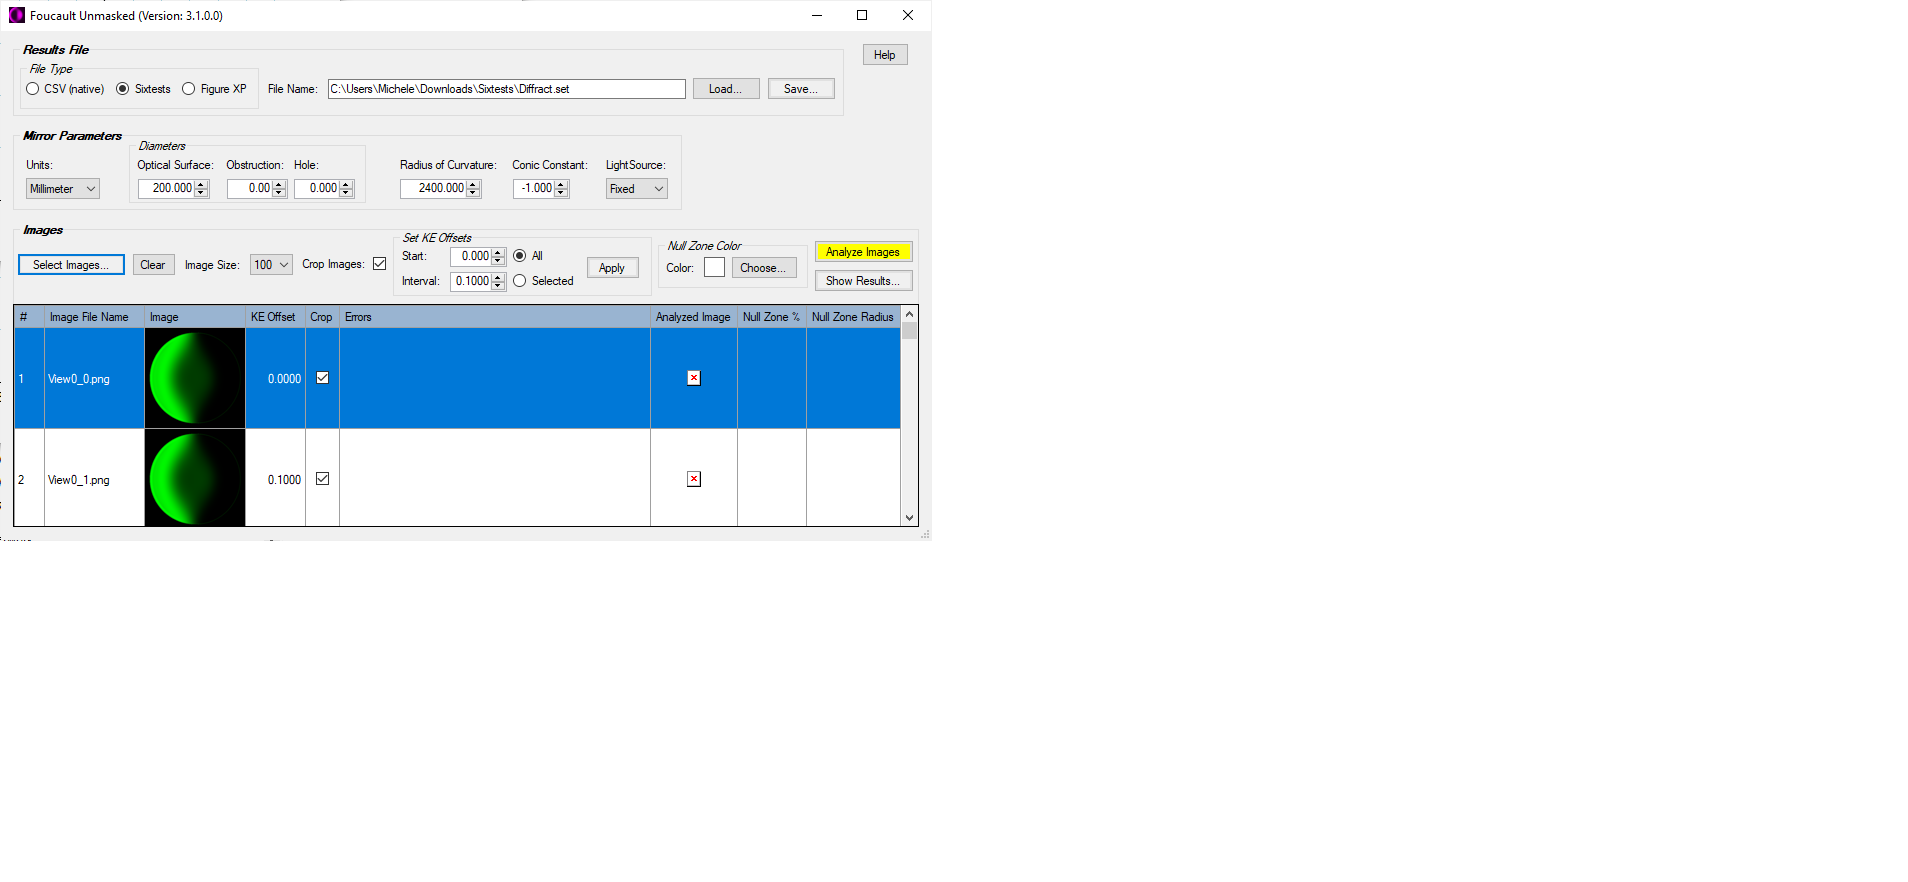 Foucault Unmasked (Version: 3.1.0.0)
Results File
Help
File Type
CSV (native) Sixtests Figure XP File Name: C:\Users\Michele\Downloads\Sixtests\Diffract.set Load... Save...
Mirror Parameters
Diameters
Units: Optical Surface: Obstruction: Hole: Radius of Curvature: Conic Constant: LightSource:
Millimeter 200.000 0.00 0.000 2400.000 -1.000 Fixed
Images
Set KE Offsets
Null Zone Color
Start: 0.000 All
Analyze Images
Select Images... Clear Image Size: 100 Crop Images: Apply Color: Choose...
Interval: 0.1000 Selected
Show Results...
# Image File Name Image KE Offset Crop Errors Analyzed Image Null Zone % Null Zone Radius
1 View0_0.png 0.0000
2 View0_1.png 0.1000